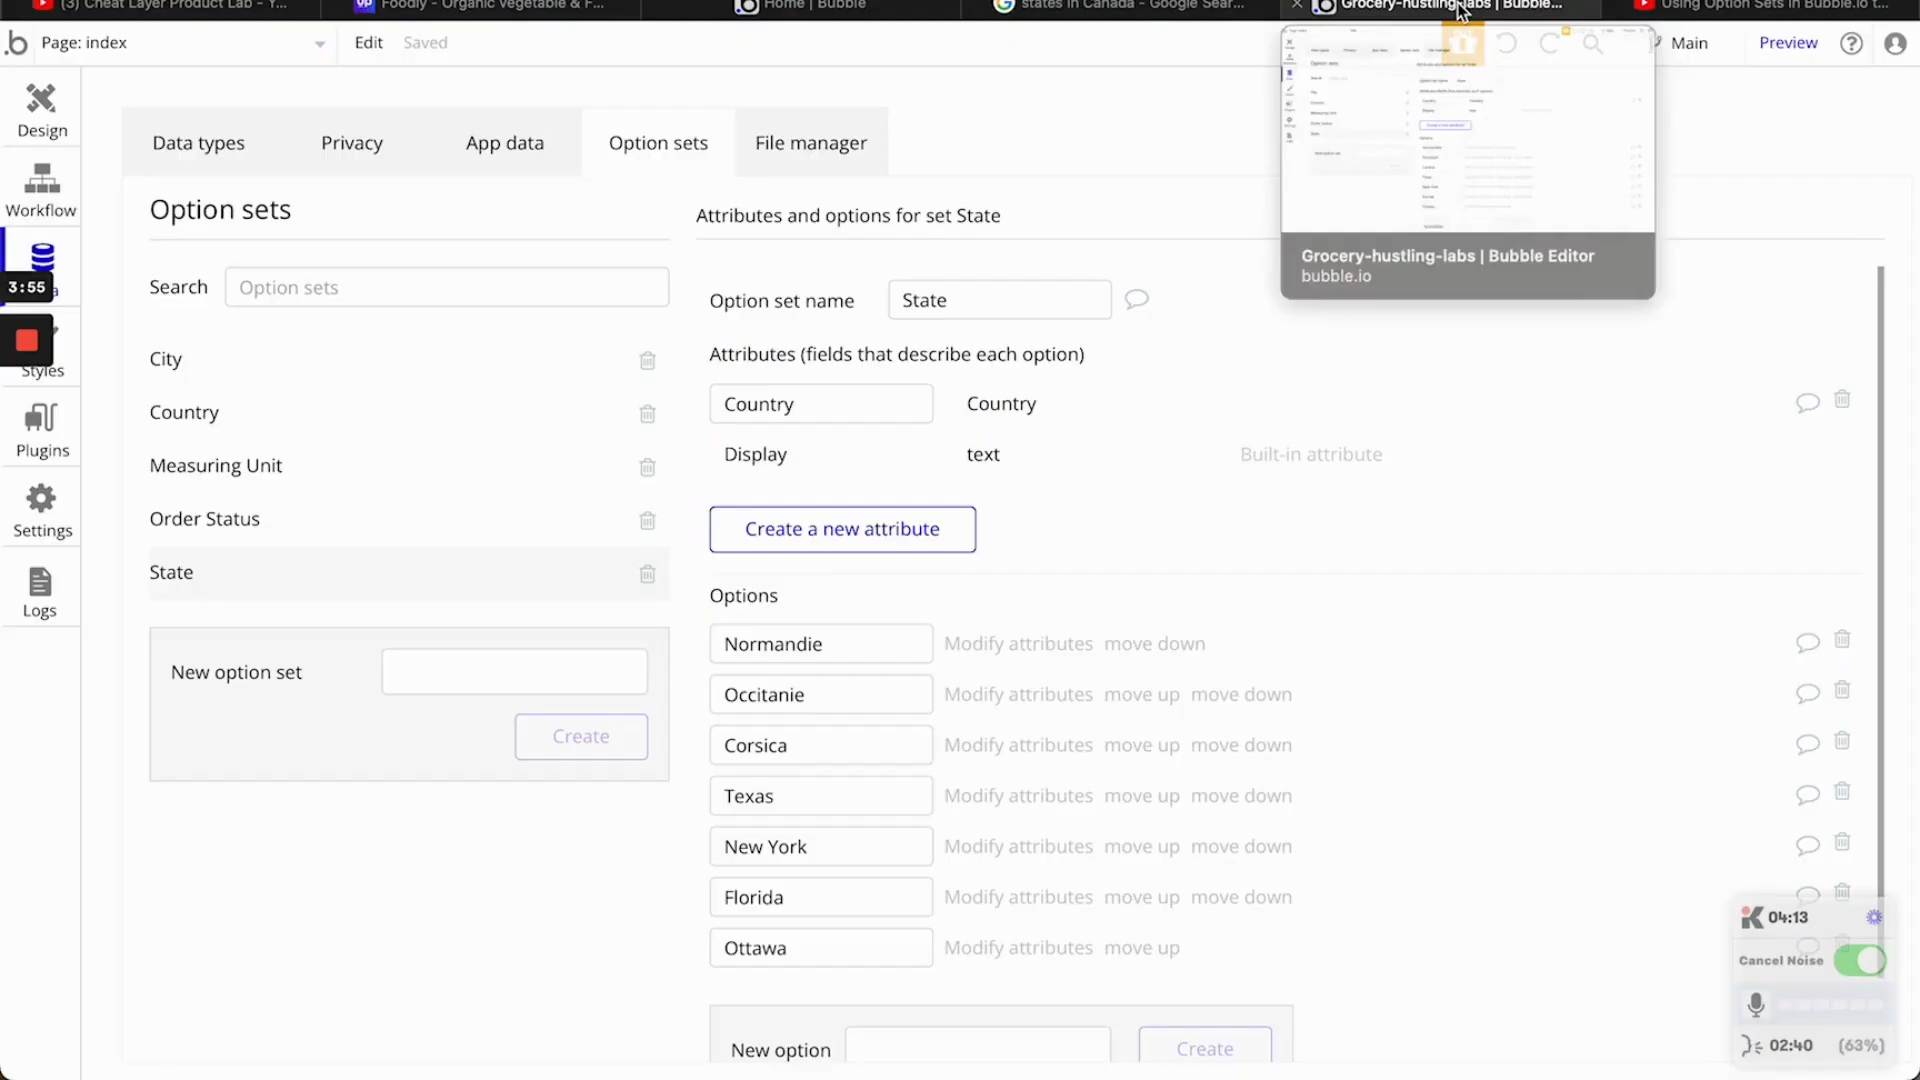 (3) Cheat Layer Product Lab - Y...
Foodly - Organic Vegetable & F...
Home | Bubble
states in Canada - Google Sear...
Grocery-hustling-labs | Bubble...
Using Option Sets in Bubble.io t...
Page: index
Edit
Saved
Main
Preview
Design
Workflow
3:55
Styles
Plugins
Settings
Logs
Data types
Privacy
App data
Option sets
File manager
Grocery-hustling-labs | Bubble Editor
bubble.io
Option sets
Search
Option sets
City
Country
Measuring Unit
Order Status
State
New option set
Create
Attributes and options for set State
Option set name
State
Attributes (fields that describe each option)
Country
Country
Display
text
Built-in attribute
Create a new attribute
Options
Normandie
Modify attributes move down
Occitanie
Modify attributes move up move down
Corsica
Modify attributes move up move down
Texas
Modify attributes move up move down
New York
Modify attributes move up move down
Florida
Modify attributes move up move down
Ottawa
Modify attributes move up
New option
Create
04:13
Cancel Noise
02:40
(63%)